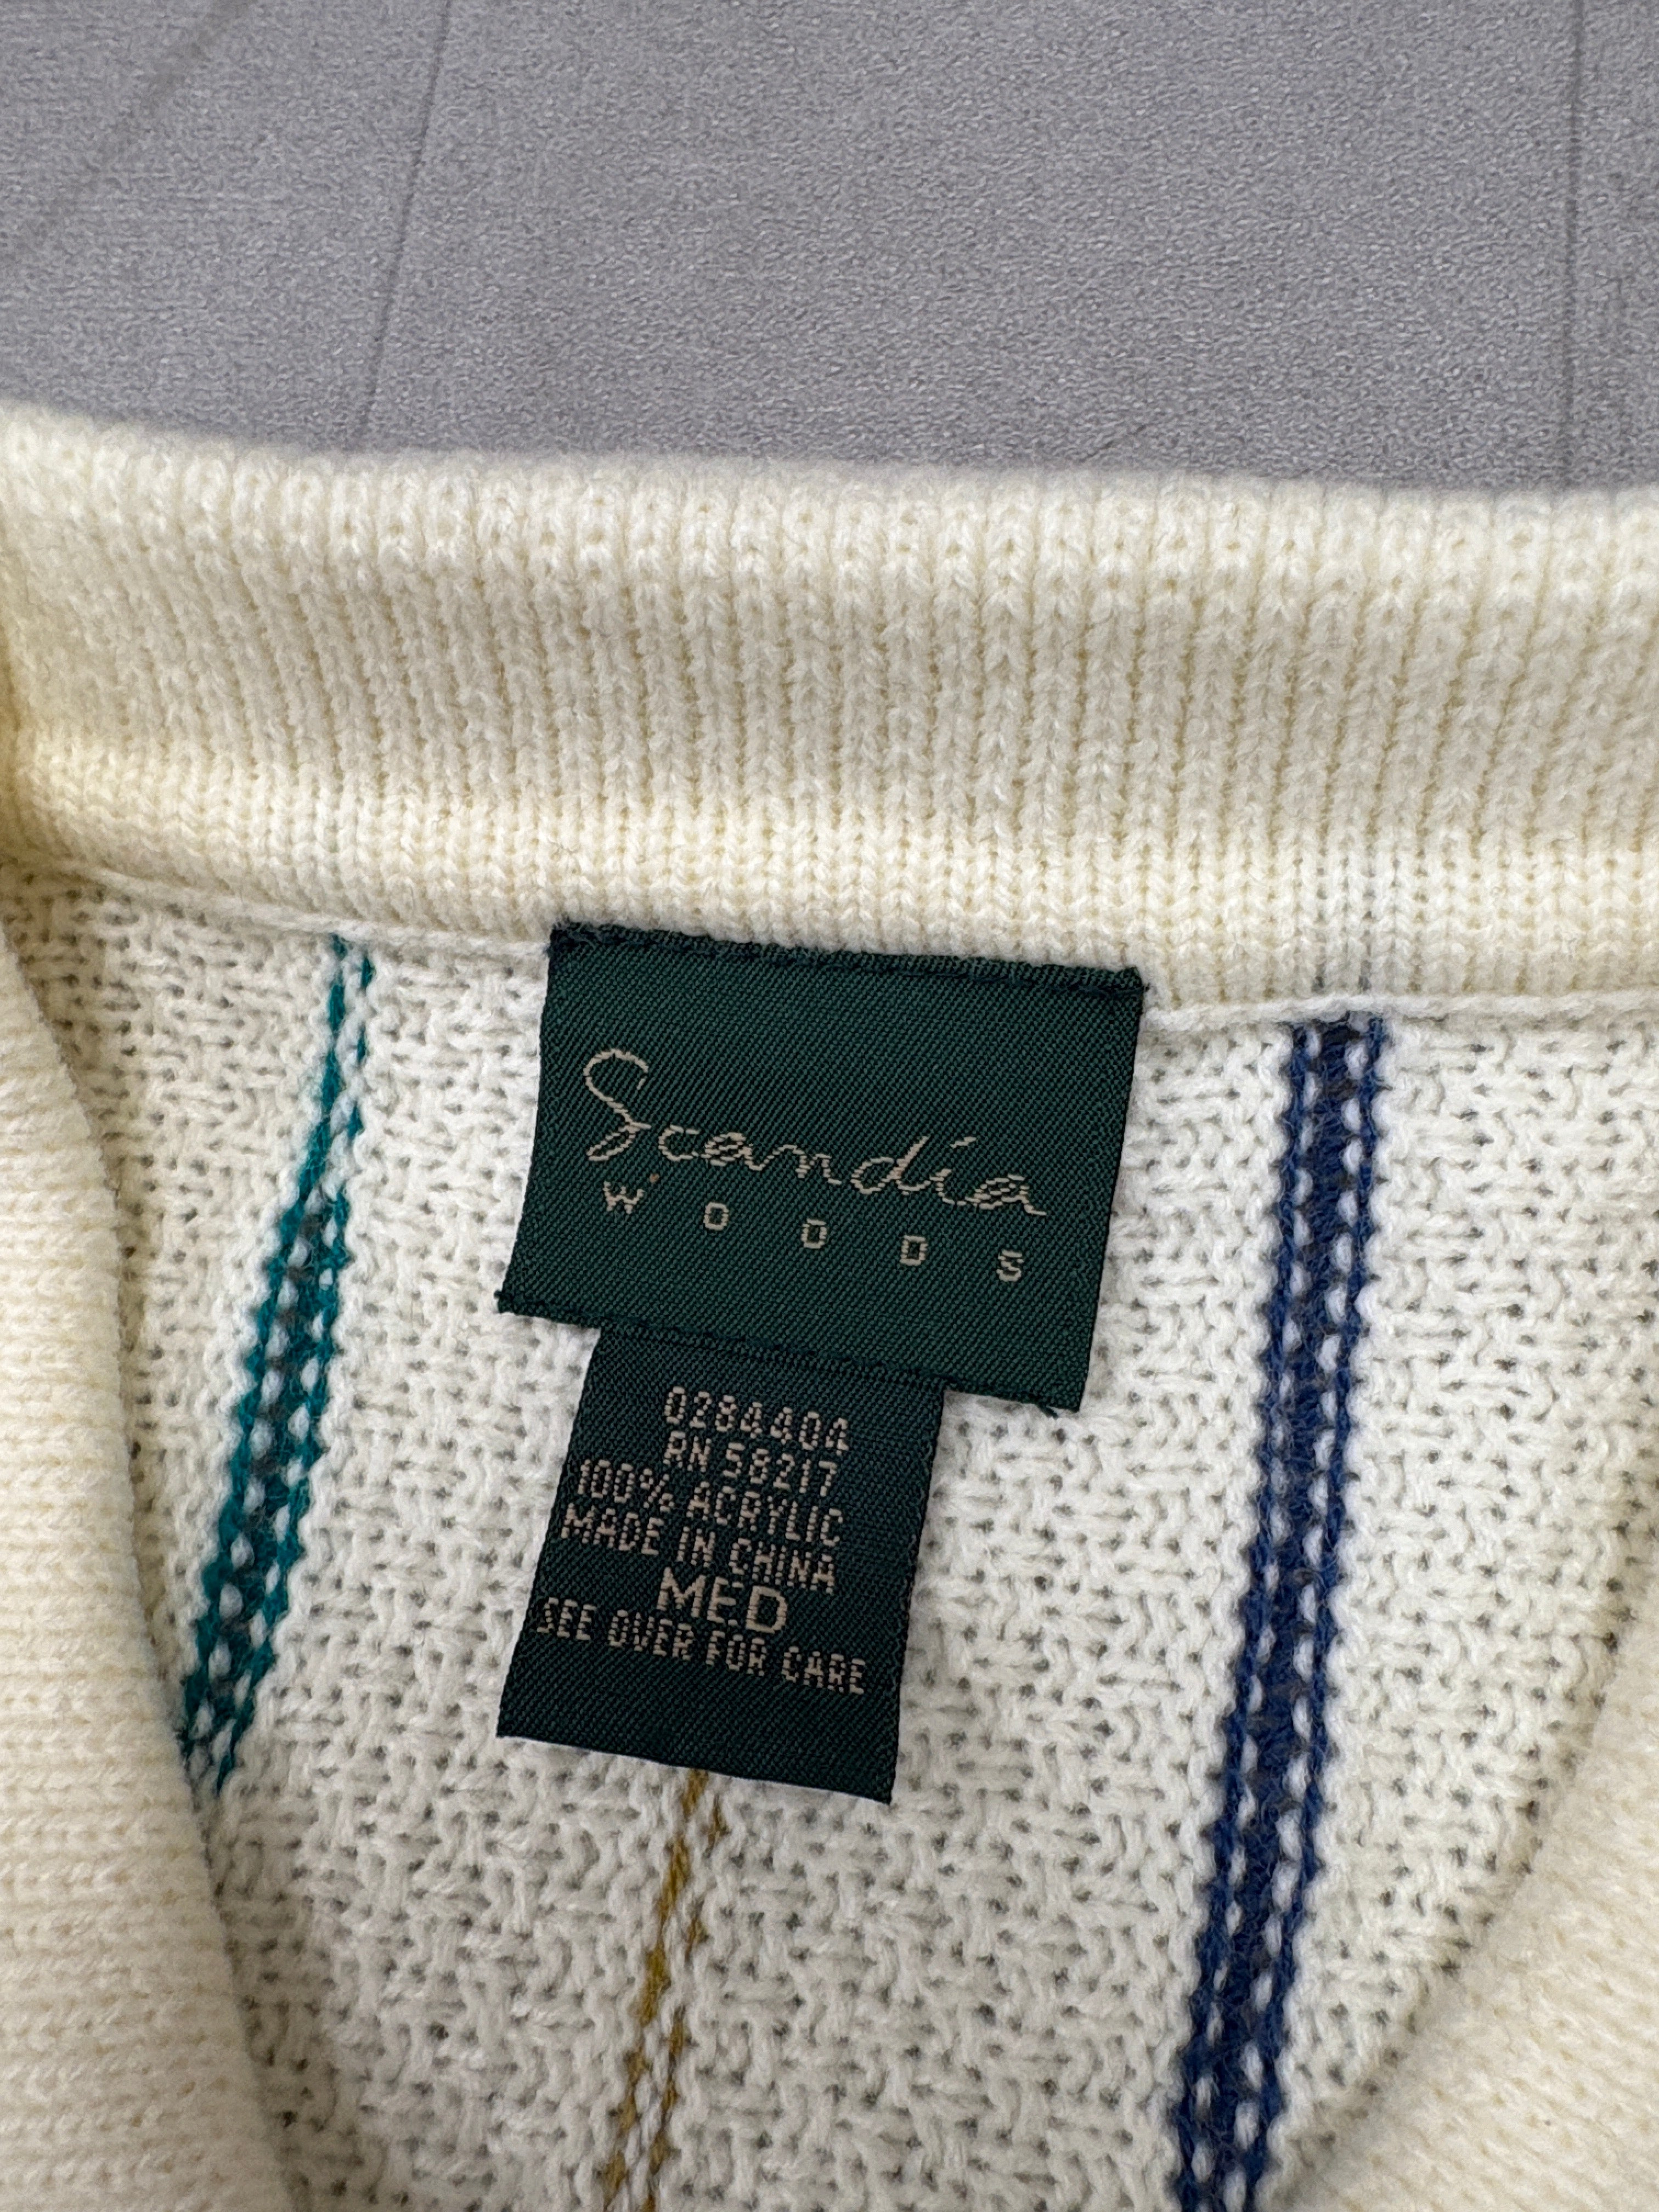 Scandia
WOODS
0284404
RN 58217
100% ACRYLIC
MADE IN CHINA
MED
SEE OVER FOR CARE